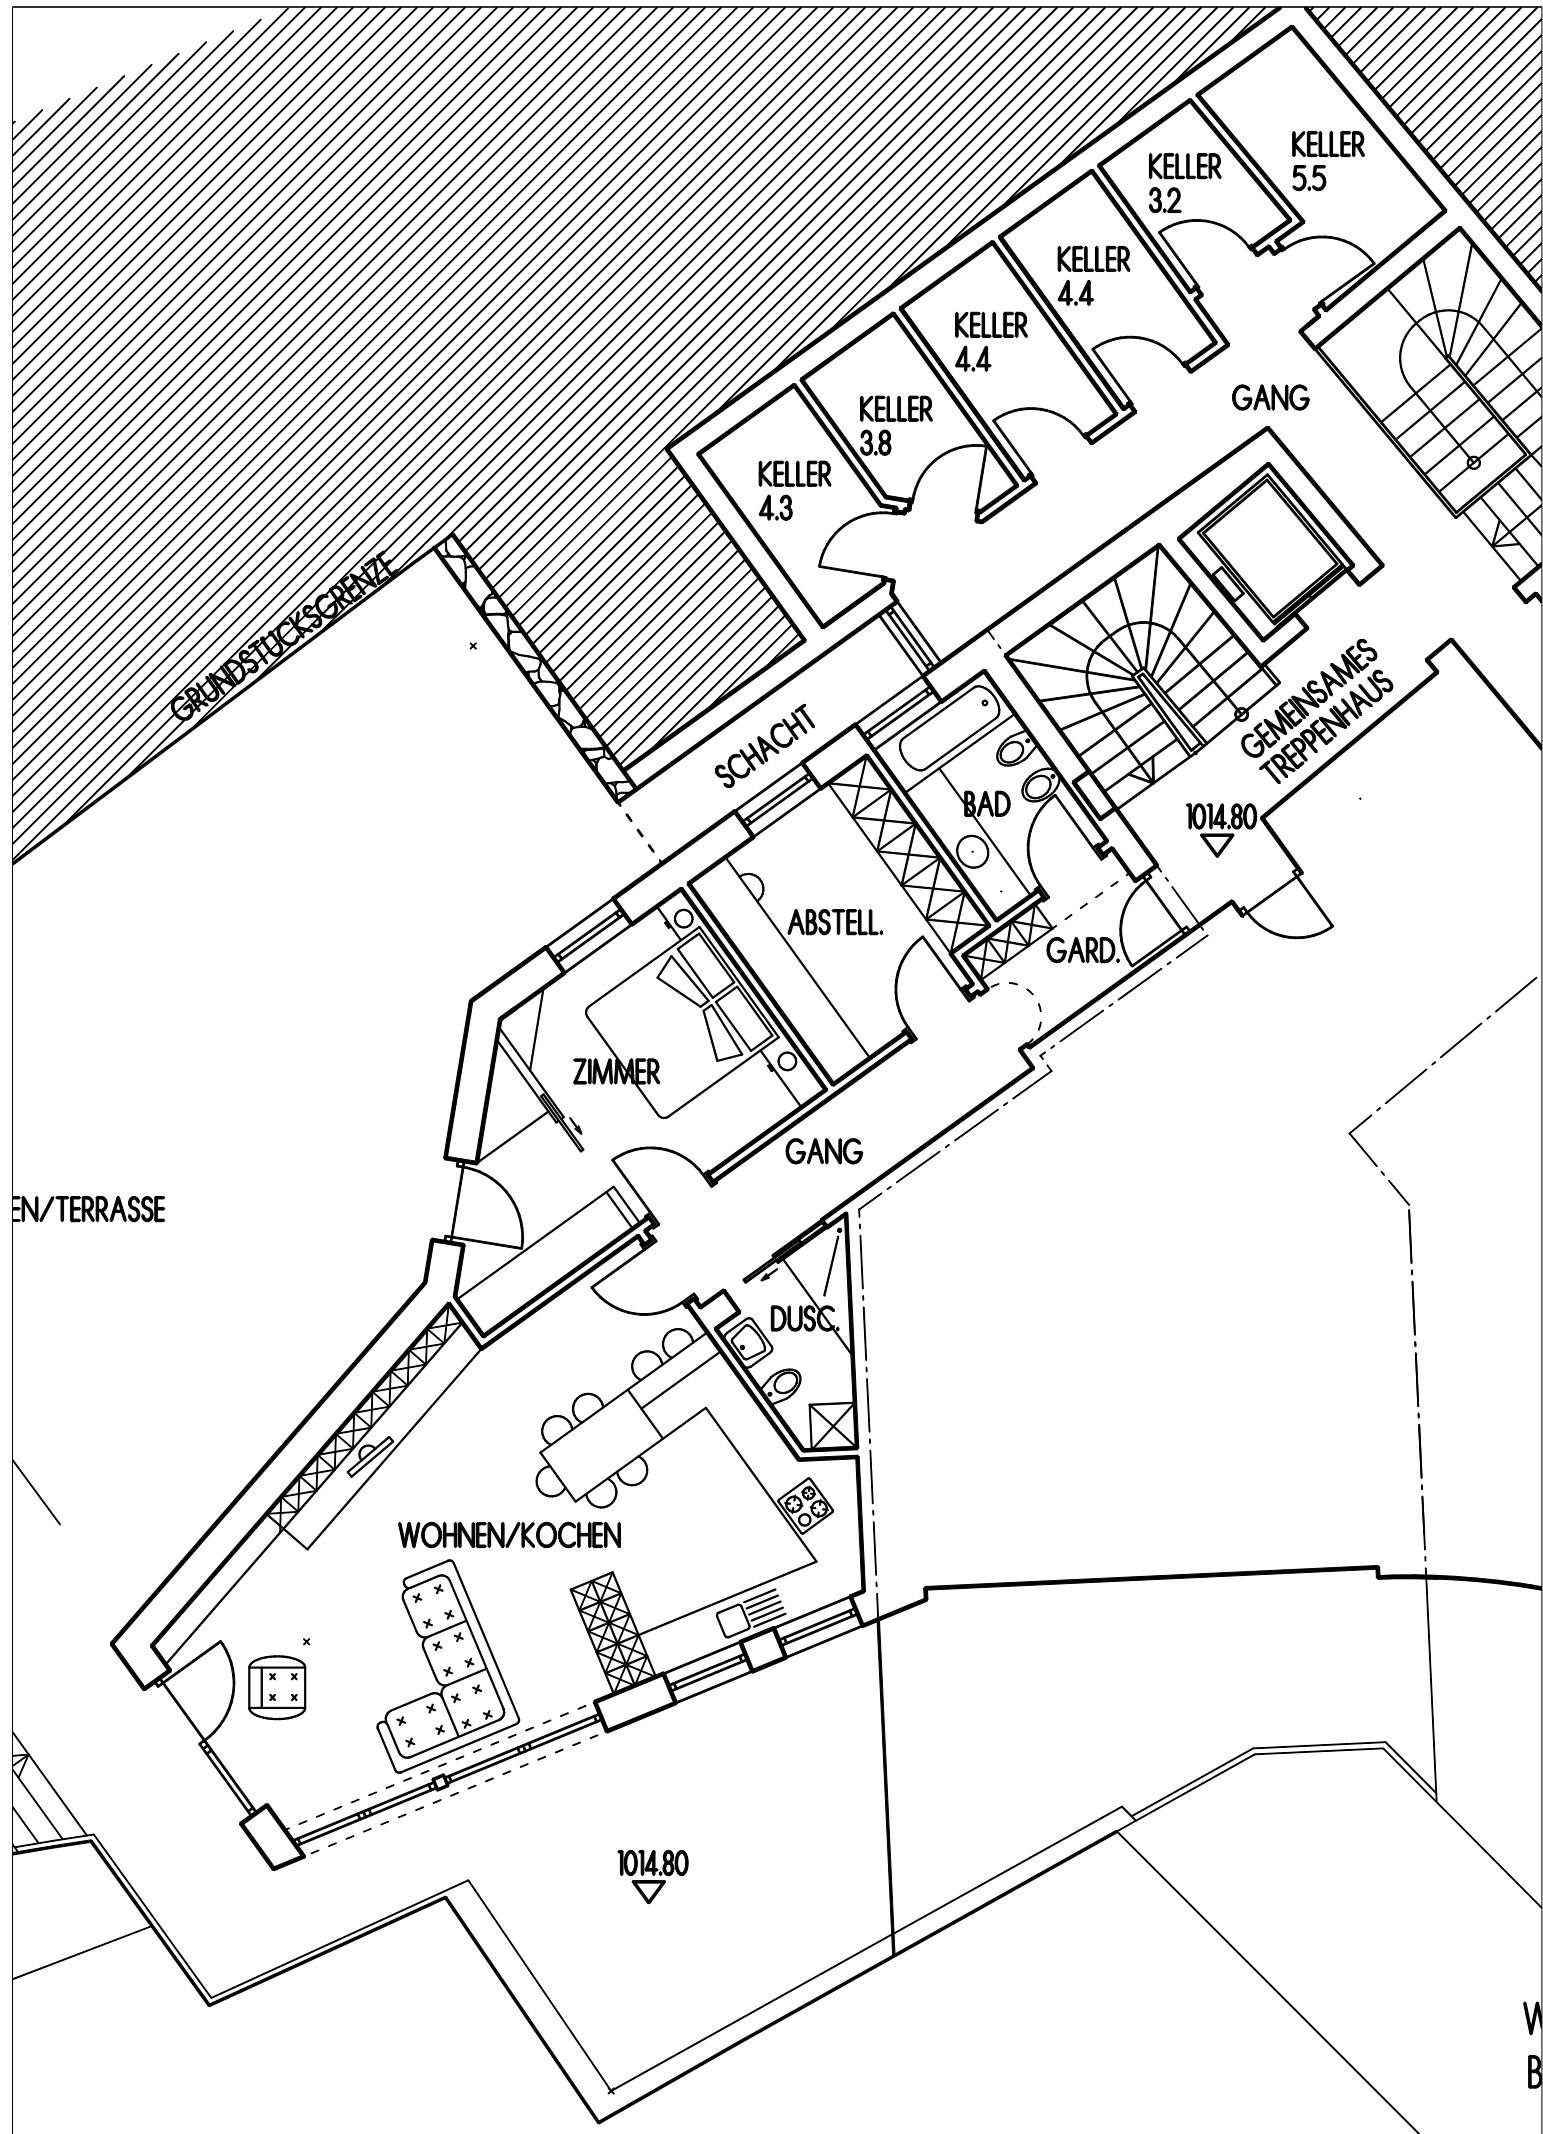 KELLER
5.5
KELLER
3.2
KELLER
4.4
KELLER
4.4
KELLER
3.8
KELLER
4.3
GANG
GRUNDSTÜCKSGRENZE
SCHACHT
GEMEINSAMES
TREPPENHAUS
1014.80
BAD
ABSTELL.
GARD.
ZIMMER
GANG
EN/TERRASSE
DUSC.
WOHNEN/KOCHEN
1014.80
W
B